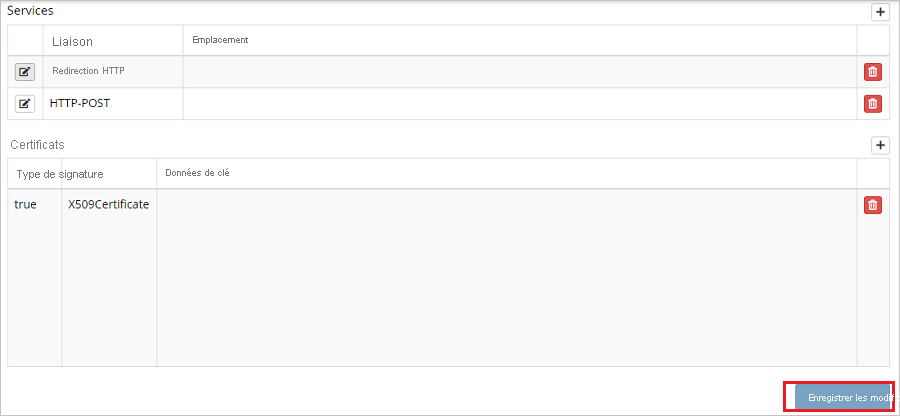 Services
Liaison Emplacement
Redirection HTTP
HTTP-POST
Certificats
Type de signature Données de clé
true X509Certificate
Enregistrer les modif